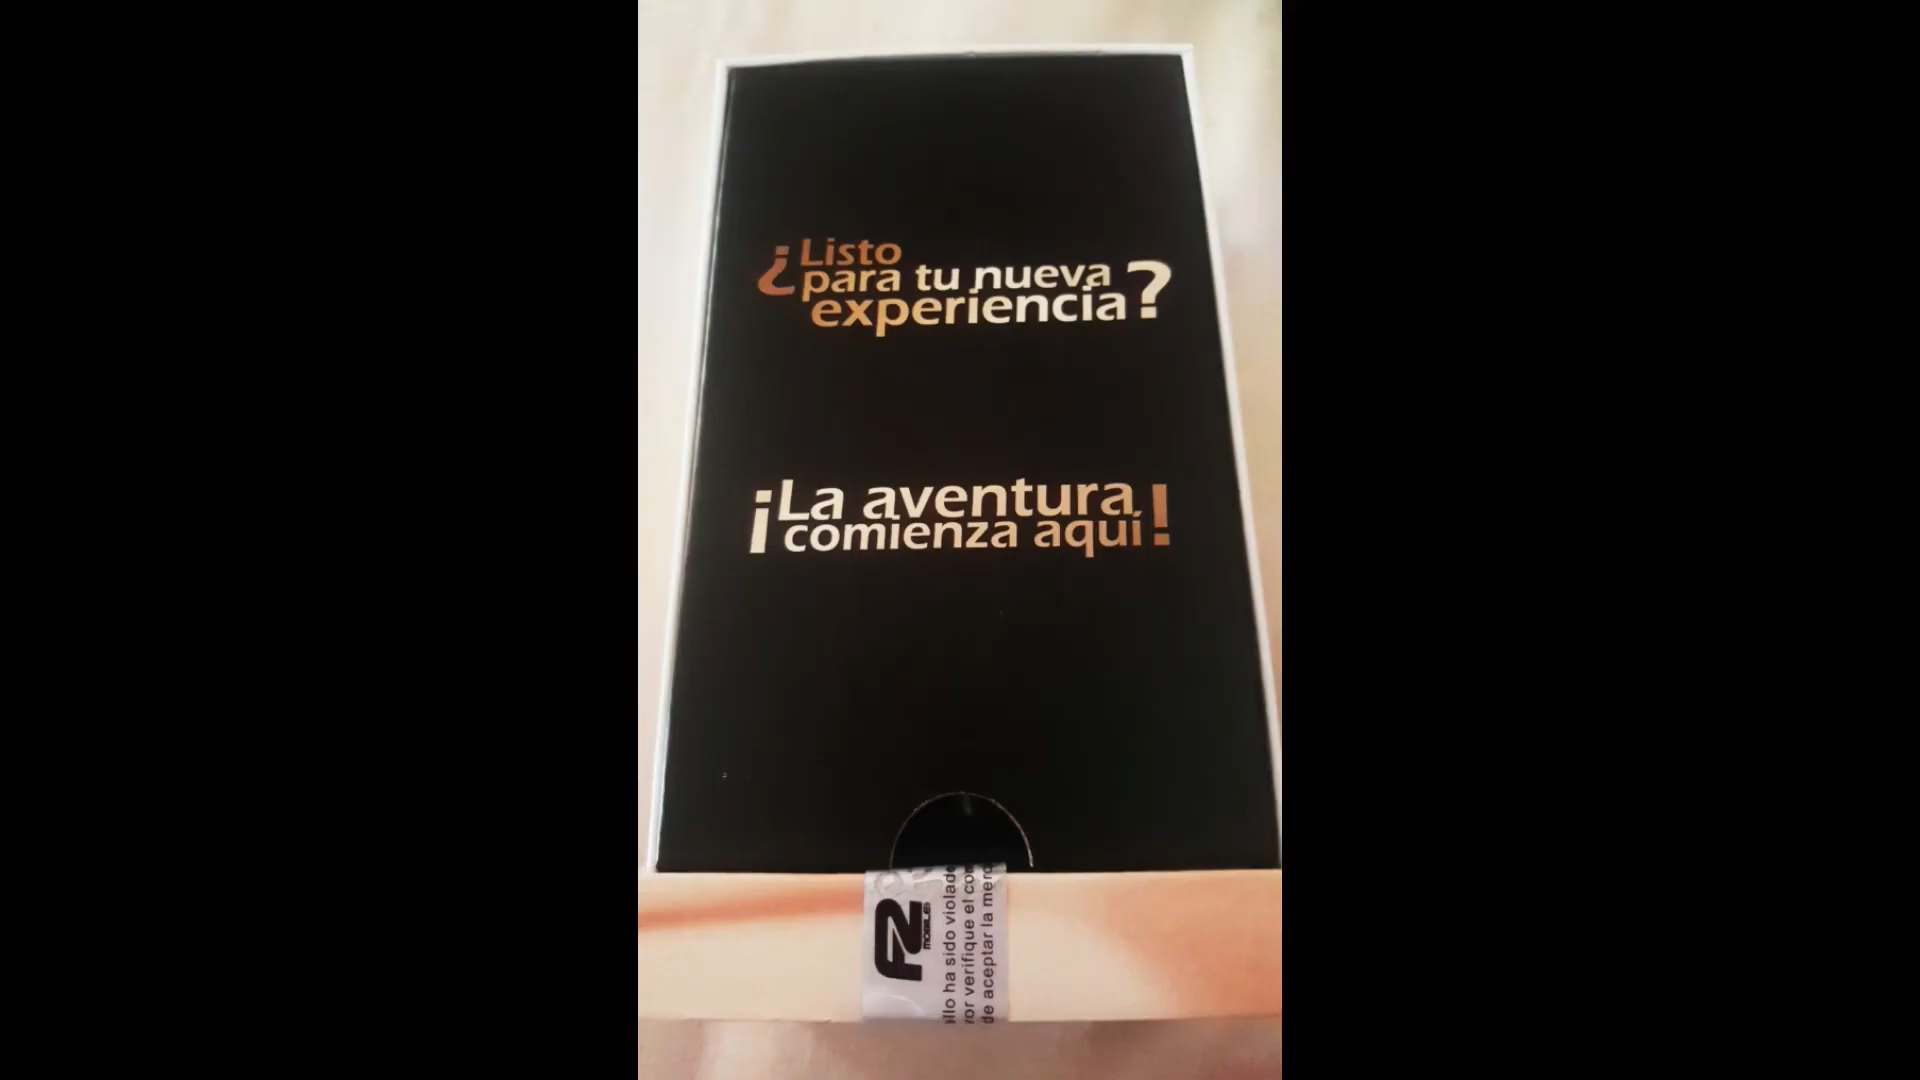 ¿Listo
para tu nueva
experiencia?
¡La aventura
comienza aquí!
F2
MOBILE
ha sido violado
verifique el
de aceptar la